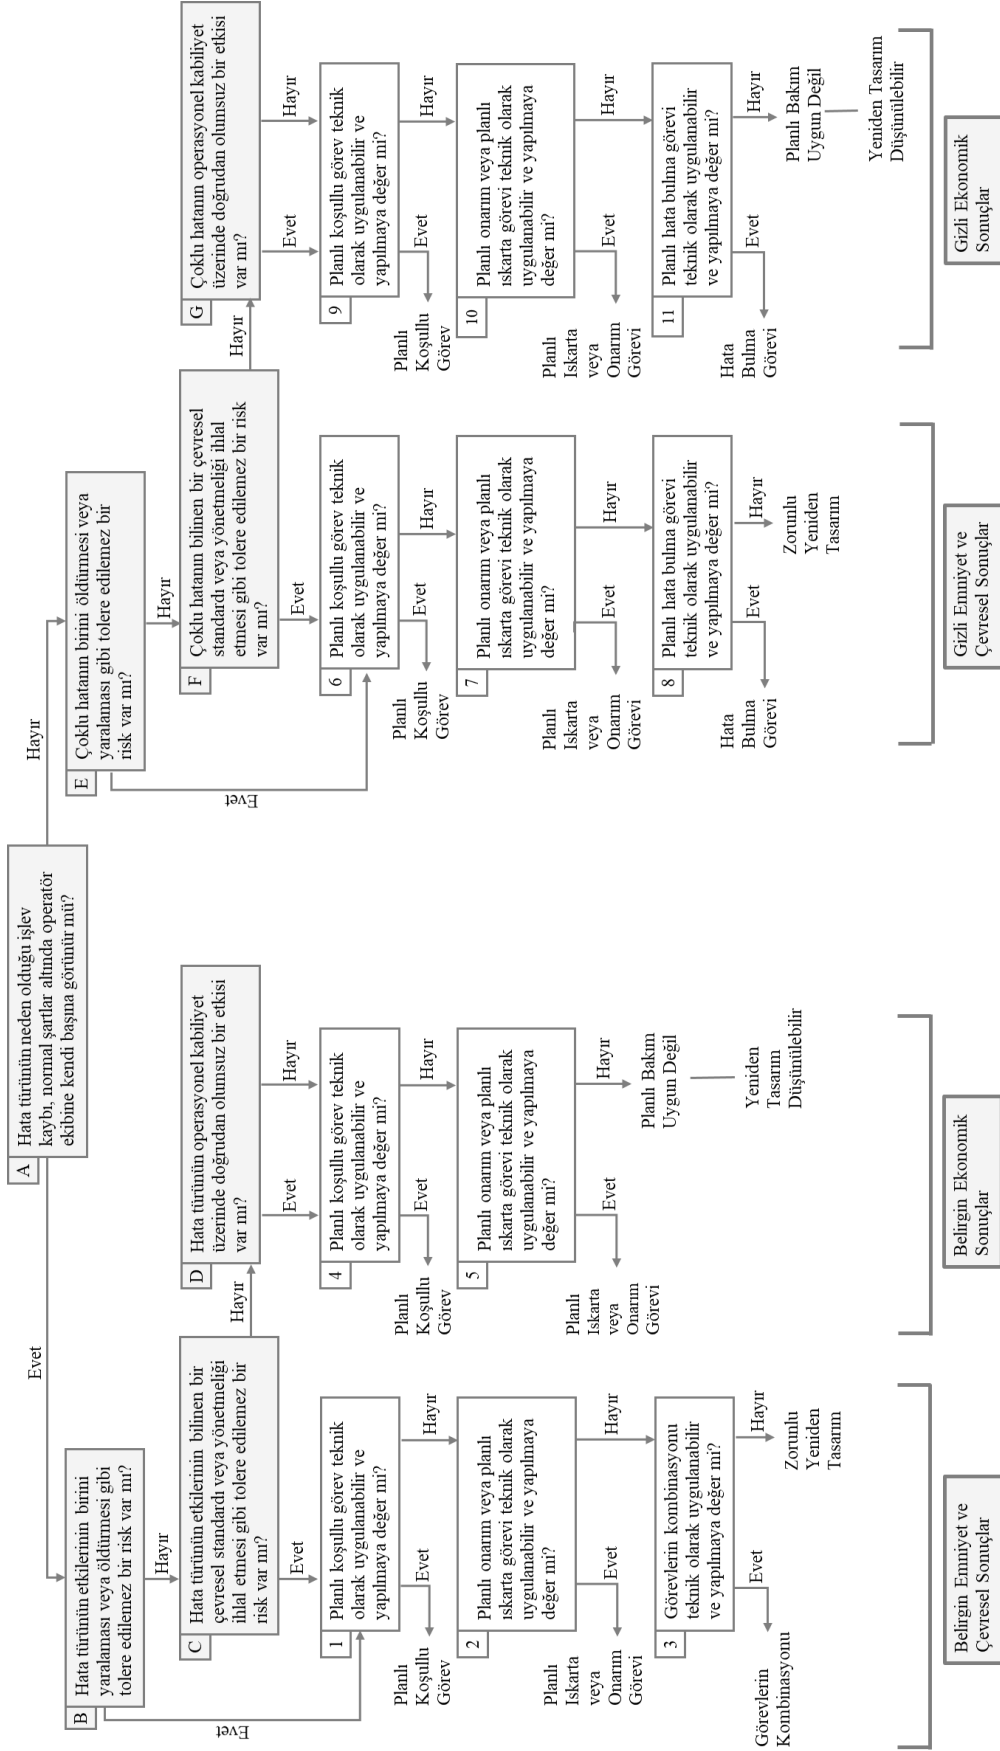 A
Hata türünün neden olduğu işlev
kaybı, normal şartlar altında operatör
ekibine kendi başına görünür mü?
Evet
Hayır
B
Hata türünün etkilerinin birini
yaralaması veya öldürmesi gibi
tolere edilemez bir risk var mı?
Evet
Hayır
C
Hata türünün etkilerinin bilinen bir
çevresel standardı veya yönetmeliği
ihlal etmesi gibi tolere edilemez bir
risk var mı?
Evet
Hayır
D
Hata türünün operasyonel kabiliyet
üzerinde doğrudan olumsuz bir etkisi
var mı?
Evet
Hayır
E
Çoklu hatanın birini öldürmesi veya
yaralaması gibi tolere edilemez bir
risk var mı?
Evet
Hayır
F
Çoklu hatanın bilinen bir çevresel
standardı veya yönetmeliği ihlal
etmesi gibi tolere edilemez bir risk
var mı?
Evet
Hayır
G
Çoklu hatanın operasyonel kabiliyet
üzerinde doğrudan olumsuz bir etkisi
var mı?
Evet
Hayır
1
Planlı koşullu görev teknik
olarak uygulanabilir ve
yapılmaya değer mi?
Evet
Hayır
Planlı
Koşullu
Görev
2
Planlı onarım veya planlı
ıskarta görevi teknik olarak
uygulanabilir ve yapılmaya
değer mi?
Evet
Hayır
Planlı
Iskarta
veya
Onarım
Görevi
3
Görevlerin kombinasyonu
teknik olarak uygulanabilir
ve yapılmaya değer mi?
Evet
Hayır
Görevlerin
Kombinasyonu
Zorunlu
Yeniden
Tasarım
Belirgin Emniyet ve
Çevresel Sonuçlar
4
Planlı koşullu görev teknik
olarak uygulanabilir ve
yapılmaya değer mi?
Evet
Hayır
Planlı
Koşullu
Görev
5
Planlı onarım veya planlı
ıskarta görevi teknik olarak
uygulanabilir ve yapılmaya
değer mi?
Evet
Hayır
Planlı
Iskarta
veya
Onarım
Görevi
Planlı Bakım
Uygun Değil
Yeniden
Tasarım
Düşünülebilir
Belirgin Ekonomik
Sonuçlar
6
Planlı koşullu görev teknik
olarak uygulanabilir ve
yapılmaya değer mi?
Evet
Hayır
Planlı
Koşullu
Görev
7
Planlı onarım veya planlı
ıskarta görevi teknik olarak
uygulanabilir ve yapılmaya
değer mi?
Evet
Hayır
Planlı
Iskarta
veya
Onarım
Görevi
8
Planlı hata bulma görevi
teknik olarak uygulanabilir
ve yapılmaya değer mi?
Evet
Hayır
Hata
Bulma
Görevi
Zorunlu
Yeniden
Tasarım
Gizli Emniyet ve
Çevresel Sonuçlar
9
Planlı koşullu görev teknik
olarak uygulanabilir ve
yapılmaya değer mi?
Evet
Hayır
Planlı
Koşullu
Görev
10
Planlı onarım veya planlı
ıskarta görevi teknik olarak
uygulanabilir ve yapılmaya
değer mi?
Evet
Hayır
Planlı
Iskarta
veya
Onarım
Görevi
11
Planlı hata bulma görevi
teknik olarak uygulanabilir
ve yapılmaya değer mi?
Evet
Hayır
Hata
Bulma
Görevi
Planlı Bakım
Uygun Değil
Yeniden Tasarım
Düşünülebilir
Gizli Ekonomik
Sonuçlar